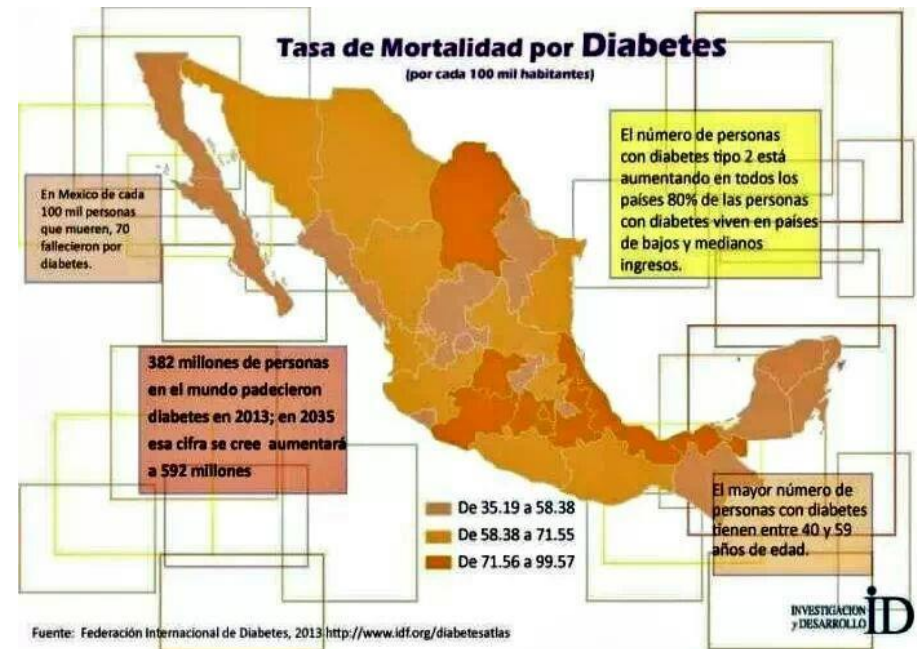 Tasa de Mortalidad por Diabetes
(por cada 100 mil habitantes)
En Mexico de cada
100 mil personas
que mueren, 70
fallecieron por
diabetes.
El número de personas
con diabetes tipo 2 está
aumentando en todos los
países 80% de las personas
con diabetes viven en países
de bajos y medianos
ingresos.
382 millones de personas
en el mundo padecieron
diabetes en 2013; en 2035
esa cifra se cree aumentará
a 592 millones
De 35.19 a 58.38
De 58.38 a 71.55
De 71.56 a 99.57
El mayor número de
personas con diabetes
tienen entre 40 y 59
años de edad.
Fuente: Federación Internacional de Diabetes, 2013 http://www.idf.org/diabetesatlas
INVESTIGACION
y DESARROLLO
iD